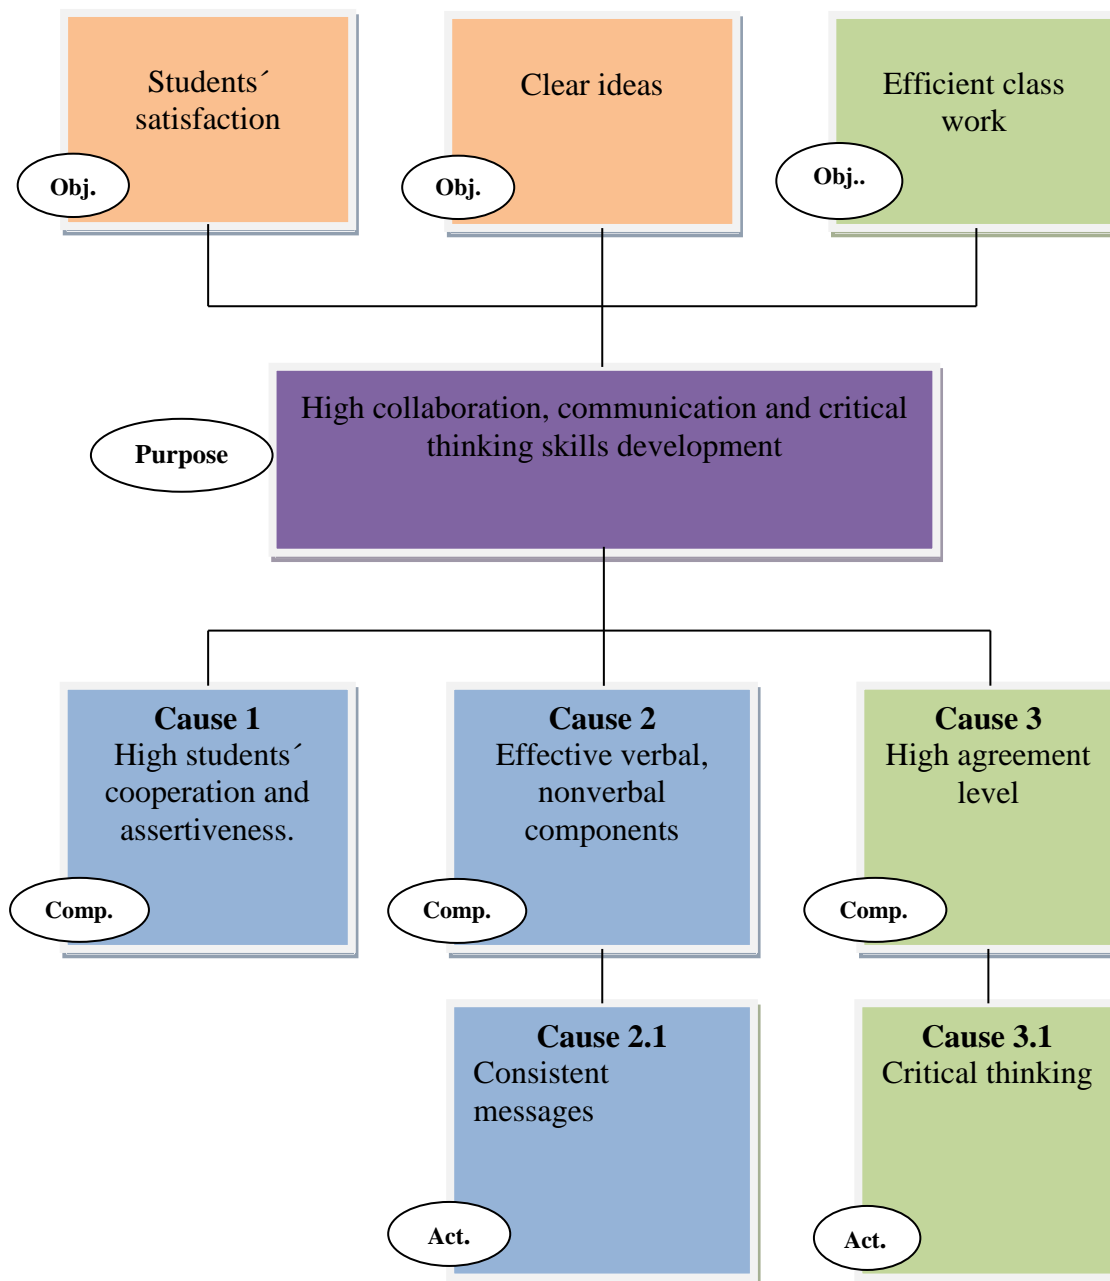 Students´
satisfaction
Obj.
Clear ideas
Obj.
Efficient class
work
Obj..
High collaboration, communication and critical
thinking skills development
Purpose
Cause 1
High students´
cooperation and
assertiveness.
Comp.
Cause 2
Effective verbal,
nonverbal
components
Comp.
Cause 3
High agreement
level
Comp.
Cause 2.1
Consistent
messages
Act.
Cause 3.1
Critical thinking
Act.